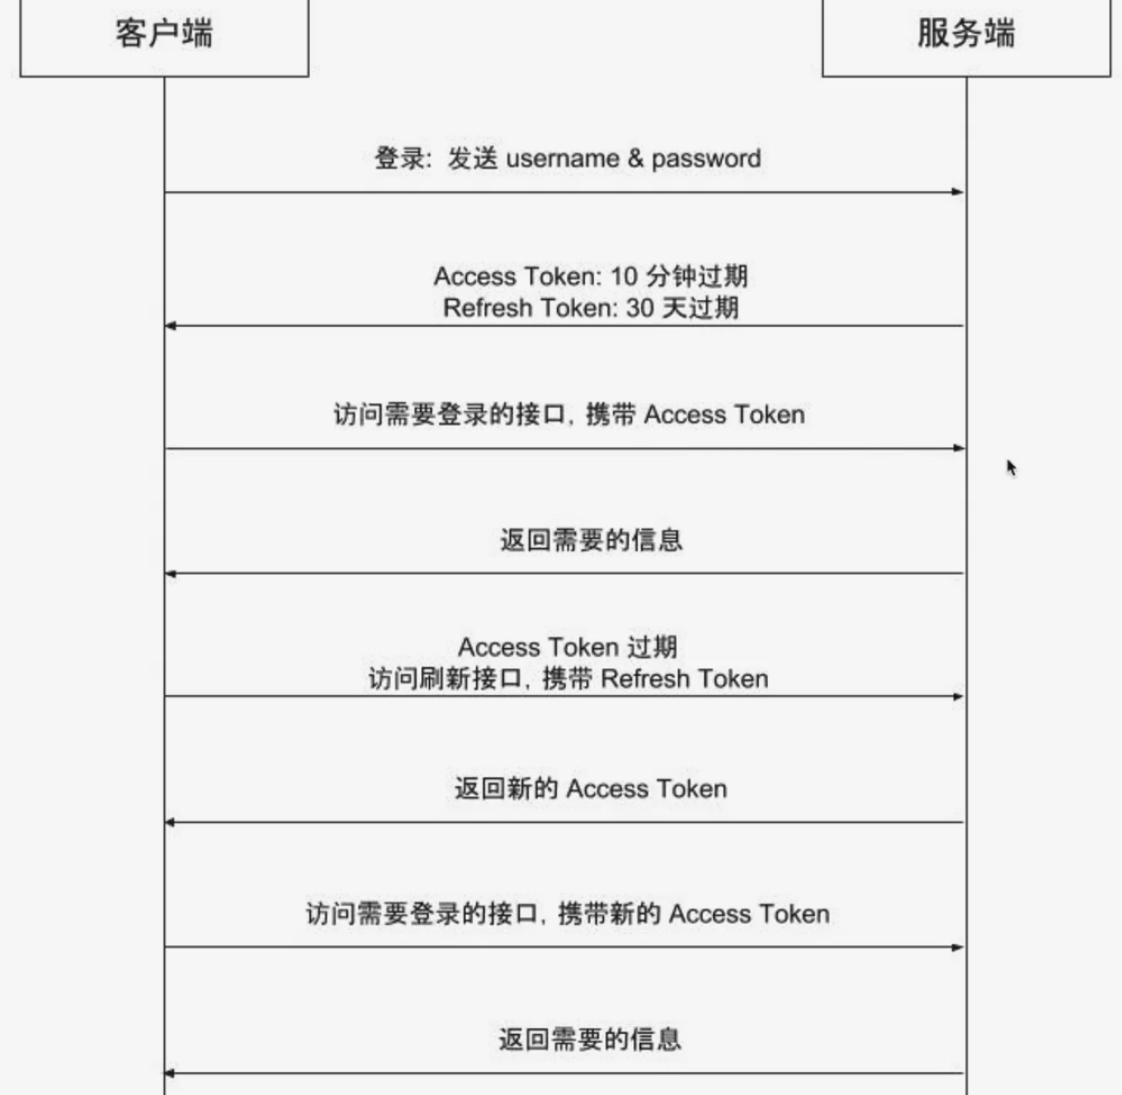 客户端
服务端
登录: 发送 username & password
Access Token: 10 分钟过期
Refresh Token: 30 天过期
访问需要登录的接口, 携带 Access Token
返回需要的信息
Access Token 过期
访问刷新接口, 携带 Refresh Token
返回新的 Access Token
访问需要登录的接口, 携带新的 Access Token
返回需要的信息